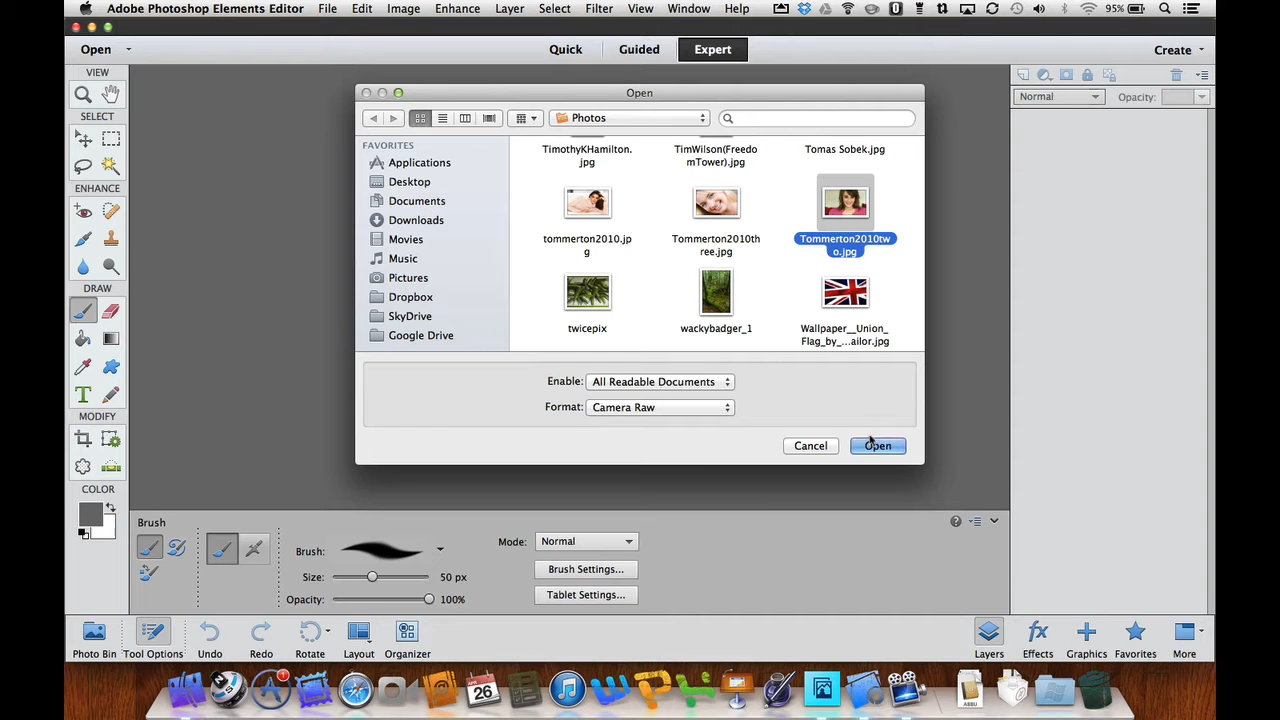 Adobe Photoshop Elements Editor File Edit Image Enhance Layer Select Filter View Window Help 95%
Open Quick Guided Expert Create
VIEW
SELECT
ENHANCE
DRAW
T
MODIFY
COLOR
Open
Photos
FAVORITES
Applications
Desktop
Documents
Downloads
Movies
Music
Pictures
Dropbox
SkyDrive
Google Drive
TimothyKHamilton.
jpg
TimWilson(Freedo
mTower).jpg
Tomas Sobek.jpg
tommerton2010.jp
g
Tommerton2010th
ree.jpg
Tommerton2010tw
o.jpg
twicepix
wackybadger_1
Wallpaper__Union_
Flag_by_...ailor.jpg
Enable: All Readable Documents
Format: Camera Raw
Cancel Open
Normal Opacity:
Brush
Brush:
Size: 50 px
Opacity: 100%
Mode: Normal
Brush Settings...
Tablet Settings...
Photo Bin Tool Options Undo Redo Rotate Layout Organizer
Layers Effects Graphics Favorites More
1
APR
26
ABBU